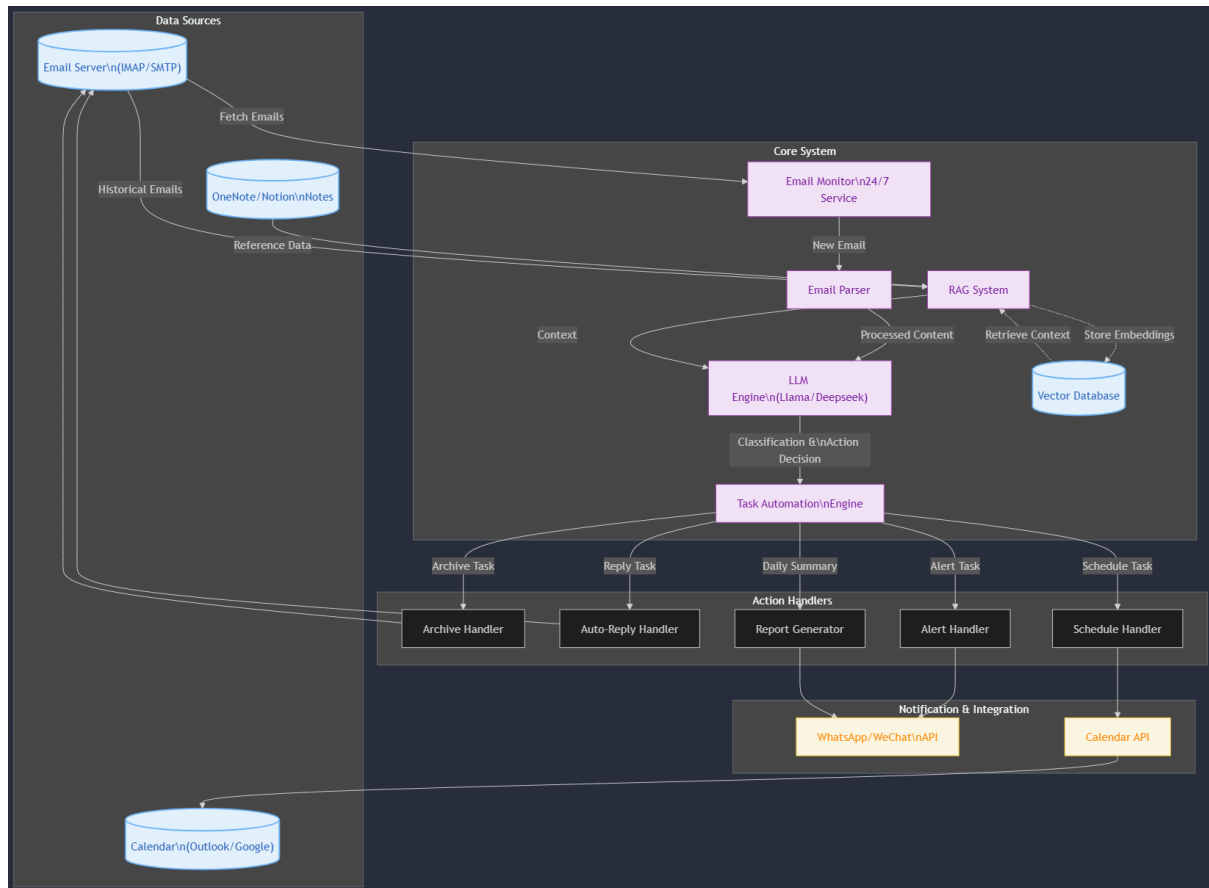 Data Sources
Email Server\n(IMAP/SMTP)
Fetch Emails
Core System
Email Monitor\n24/7
Service
Historical Emails
OneNote/Notion\nNotes
Reference Data
New Email
Email Parser
RAG System
Context
Processed Content
Retrieve Context
Store Embeddings
LLM
Engine\n(Llama/Deepseek)
Vector Database
Classification &\nAction
Decision
Task Automation\nEngine
Archive Task
Reply Task
Daily Summary
Alert Task
Schedule Task
Action Handlers
Archive Handler
Auto-Reply Handler
Report Generator
Alert Handler
Schedule Handler
Notification & Integration
WhatsApp/WeChat\nAPI
Calendar API
Calendar\n(Outlook/Google)